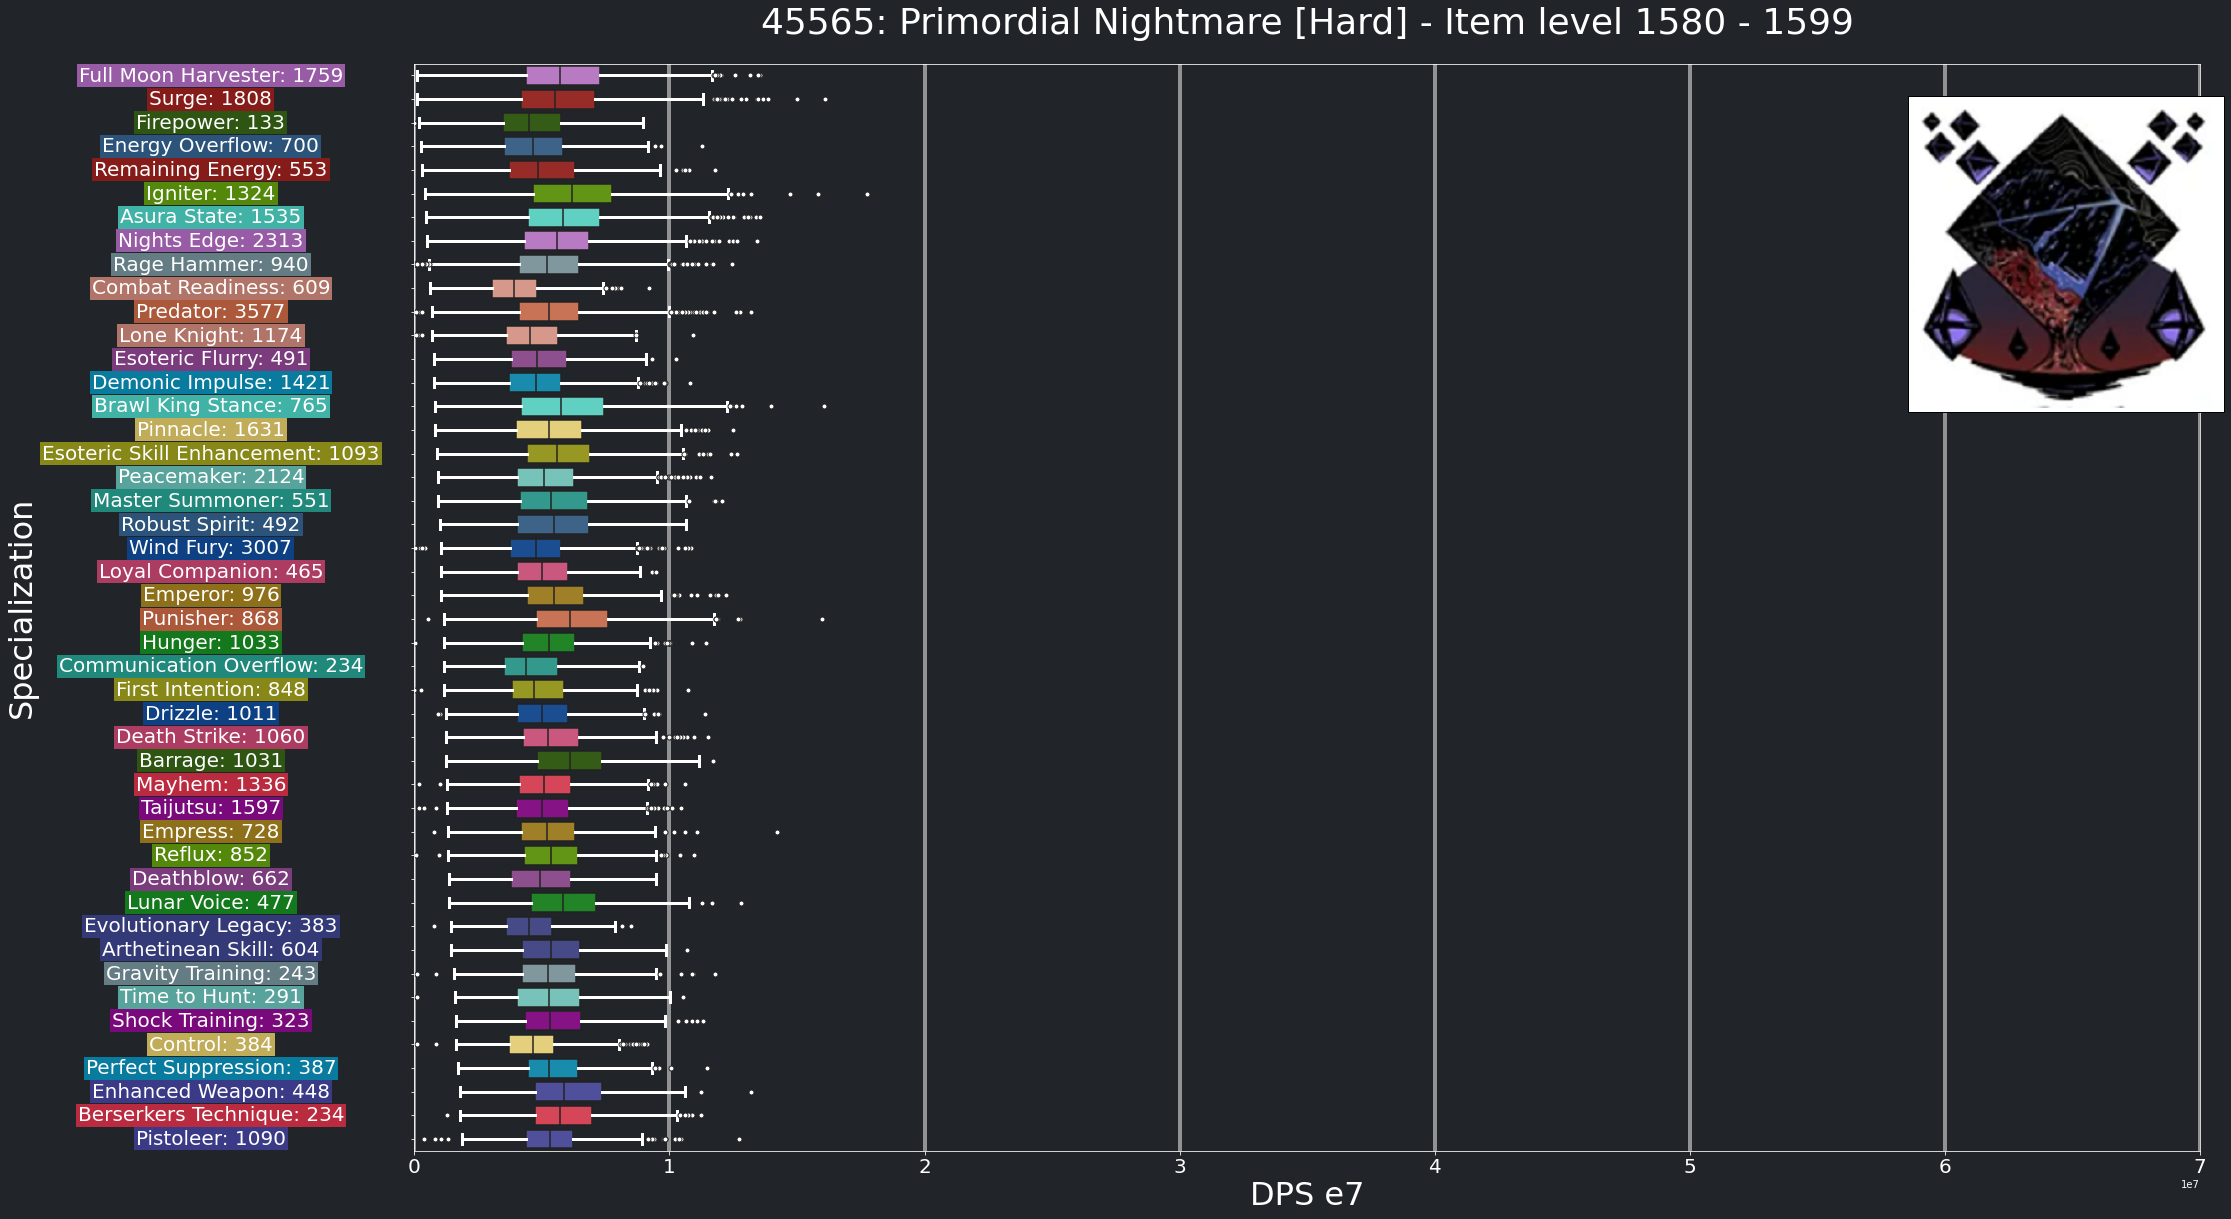 45565: Primordial Nightmare [Hard] - Item level 1580 - 1599
Full Moon Harvester: 1759
Surge: 1808
Firepower: 133
Energy Overflow: 700
Remaining Energy: 553
Igniter: 1324
Asura State: 1535
Nights Edge: 2313
Rage Hammer: 940
Combat Readiness: 609
Predator: 3577
Lone Knight: 1174
Esoteric Flurry: 491
Demonic Impulse: 1421
Brawl King Stance: 765
Pinnacle: 1631
Esoteric Skill Enhancement: 1093
Peacemaker: 2124
Master Summoner: 551
Robust Spirit: 492
Wind Fury: 3007
Loyal Companion: 465
Emperor: 976
Punisher: 868
Hunger: 1033
Communication Overflow: 234
First Intention: 848
Drizzle: 1011
Death Strike: 1060
Barrage: 1031
Mayhem: 1336
Taijutsu: 1597
Empress: 728
Reflux: 852
Deathblow: 662
Lunar Voice: 477
Evolutionary Legacy: 383
Arthetinean Skill: 604
Gravity Training: 243
Time to Hunt: 291
Shock Training: 323
Control: 384
Perfect Suppression: 387
Enhanced Weapon: 448
Berserkers Technique: 234
Pistoleer: 1090
Specialization
0 1 2 3 4 5 6 7
DPS e7
1e7